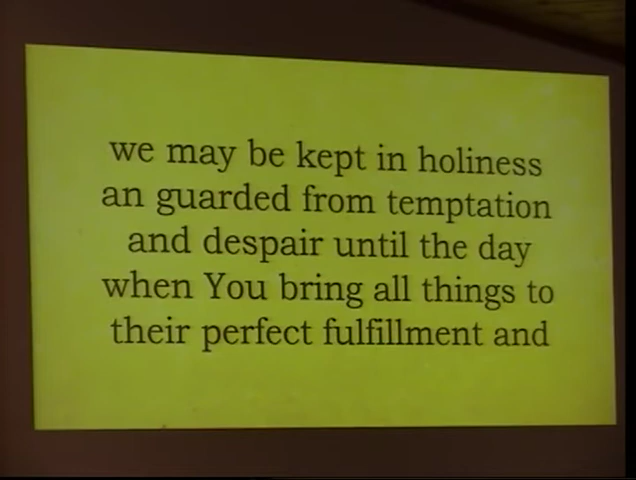 we may be kept in holiness
an guarded from temptation
and despair until the day
when You bring all things to
their perfect fulfillment and